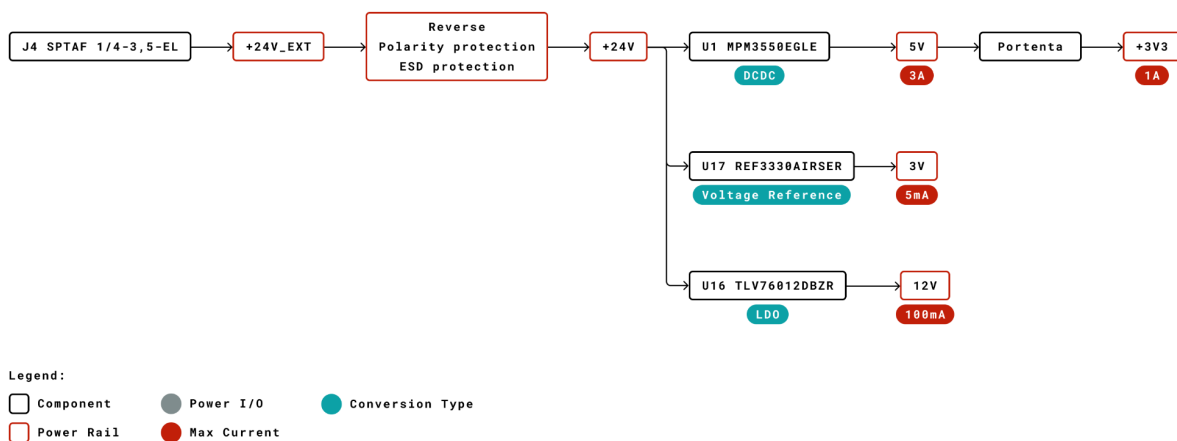 J4 SPTAF 1/4-3,5-EL
+24V_EXT
Reverse
Polarity protection
ESD protection
+24V
U1 MPM3550EGLE
DCDC
5V
3A
Portenta
+3V3
1A
U17 REF3330AIRSER
Voltage Reference
3V
5mA
U16 TLV76012DBZR
LDO
12V
100mA
Legend:
Component
Power I/O
Conversion Type
Power Rail
Max Current